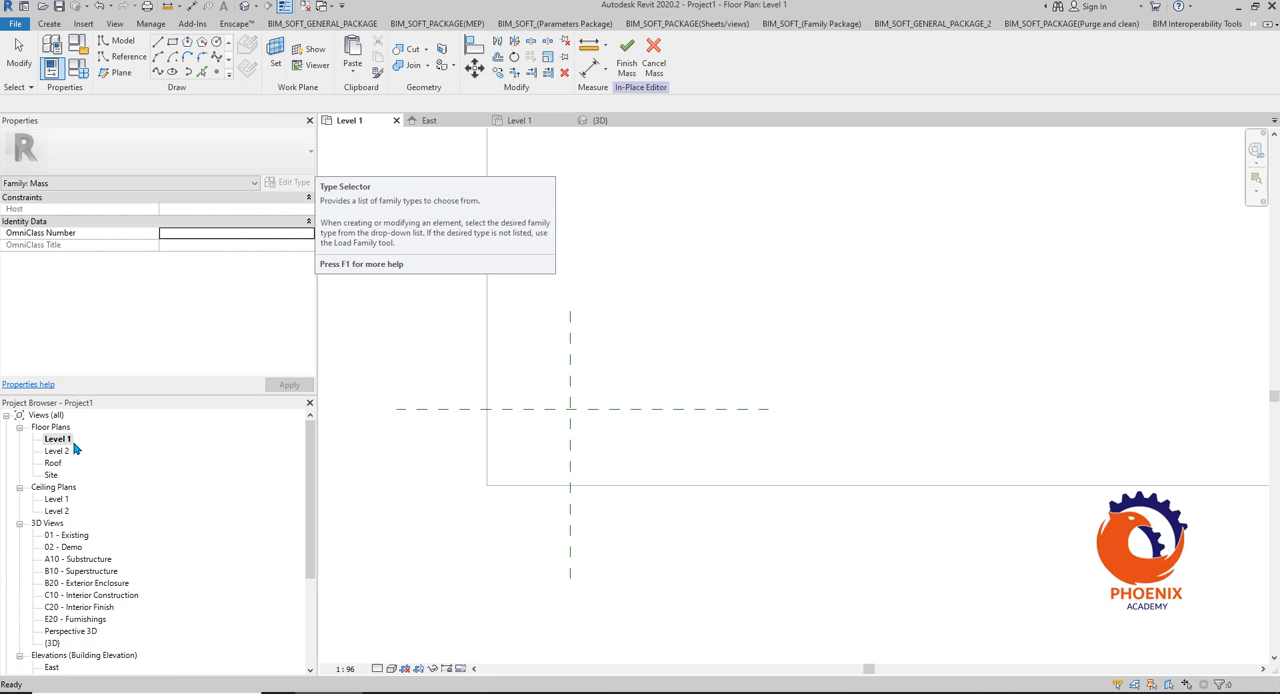 Autodesk Revit 2020.2 - Project1 - Floor Plan: Level 1
Sign In
File Create Insert View Manage Add-Ins Enscape™ BIM_SOFT_GENERAL_PACKAGE BIM_SOFT_PACKAGE(MEP) BIM_SOFT_(Parameters Package) BIM_SOFT_PACKAGE(Sheets/views) BIM_SOFT_(Family Package) BIM_SOFT_GENERAL_PACKAGE_2 BIM_SOFT_PACKAGE(Purge and clean) BIM Interoperability Tools
Modify
Model
Reference
Plane
Set
Show
Viewer
Paste
Cut
Join
Finish Mass
Cancel Mass
Select Properties Draw Work Plane Clipboard Geometry Modify Measure In-Place Editor
Properties
Level 1 East Level 1 {3D}
R
Family: Mass Edit Type
Constraints
Host
Identity Data
OmniClass Number
OmniClass Title
Type Selector
Provides a list of family types to choose from.
When creating or modifying an element, select the desired family
type from the drop-down list. If the desired type is not listed, use
the Load Family tool.
Press F1 for more help
Properties help Apply
Project Browser - Project1
Views (all)
Floor Plans
Level 1
Level 2
Roof
Site
Ceiling Plans
Level 1
Level 2
3D Views
01 - Existing
02 - Demo
A10 - Substructure
B10 - Superstructure
B20 - Exterior Enclosure
C10 - Interior Construction
C20 - Interior Finish
E20 - Furnishings
Perspective 3D
{3D}
Elevations (Building Elevation)
East
PHOENIX
ACADEMY
1 : 96
Ready
:0